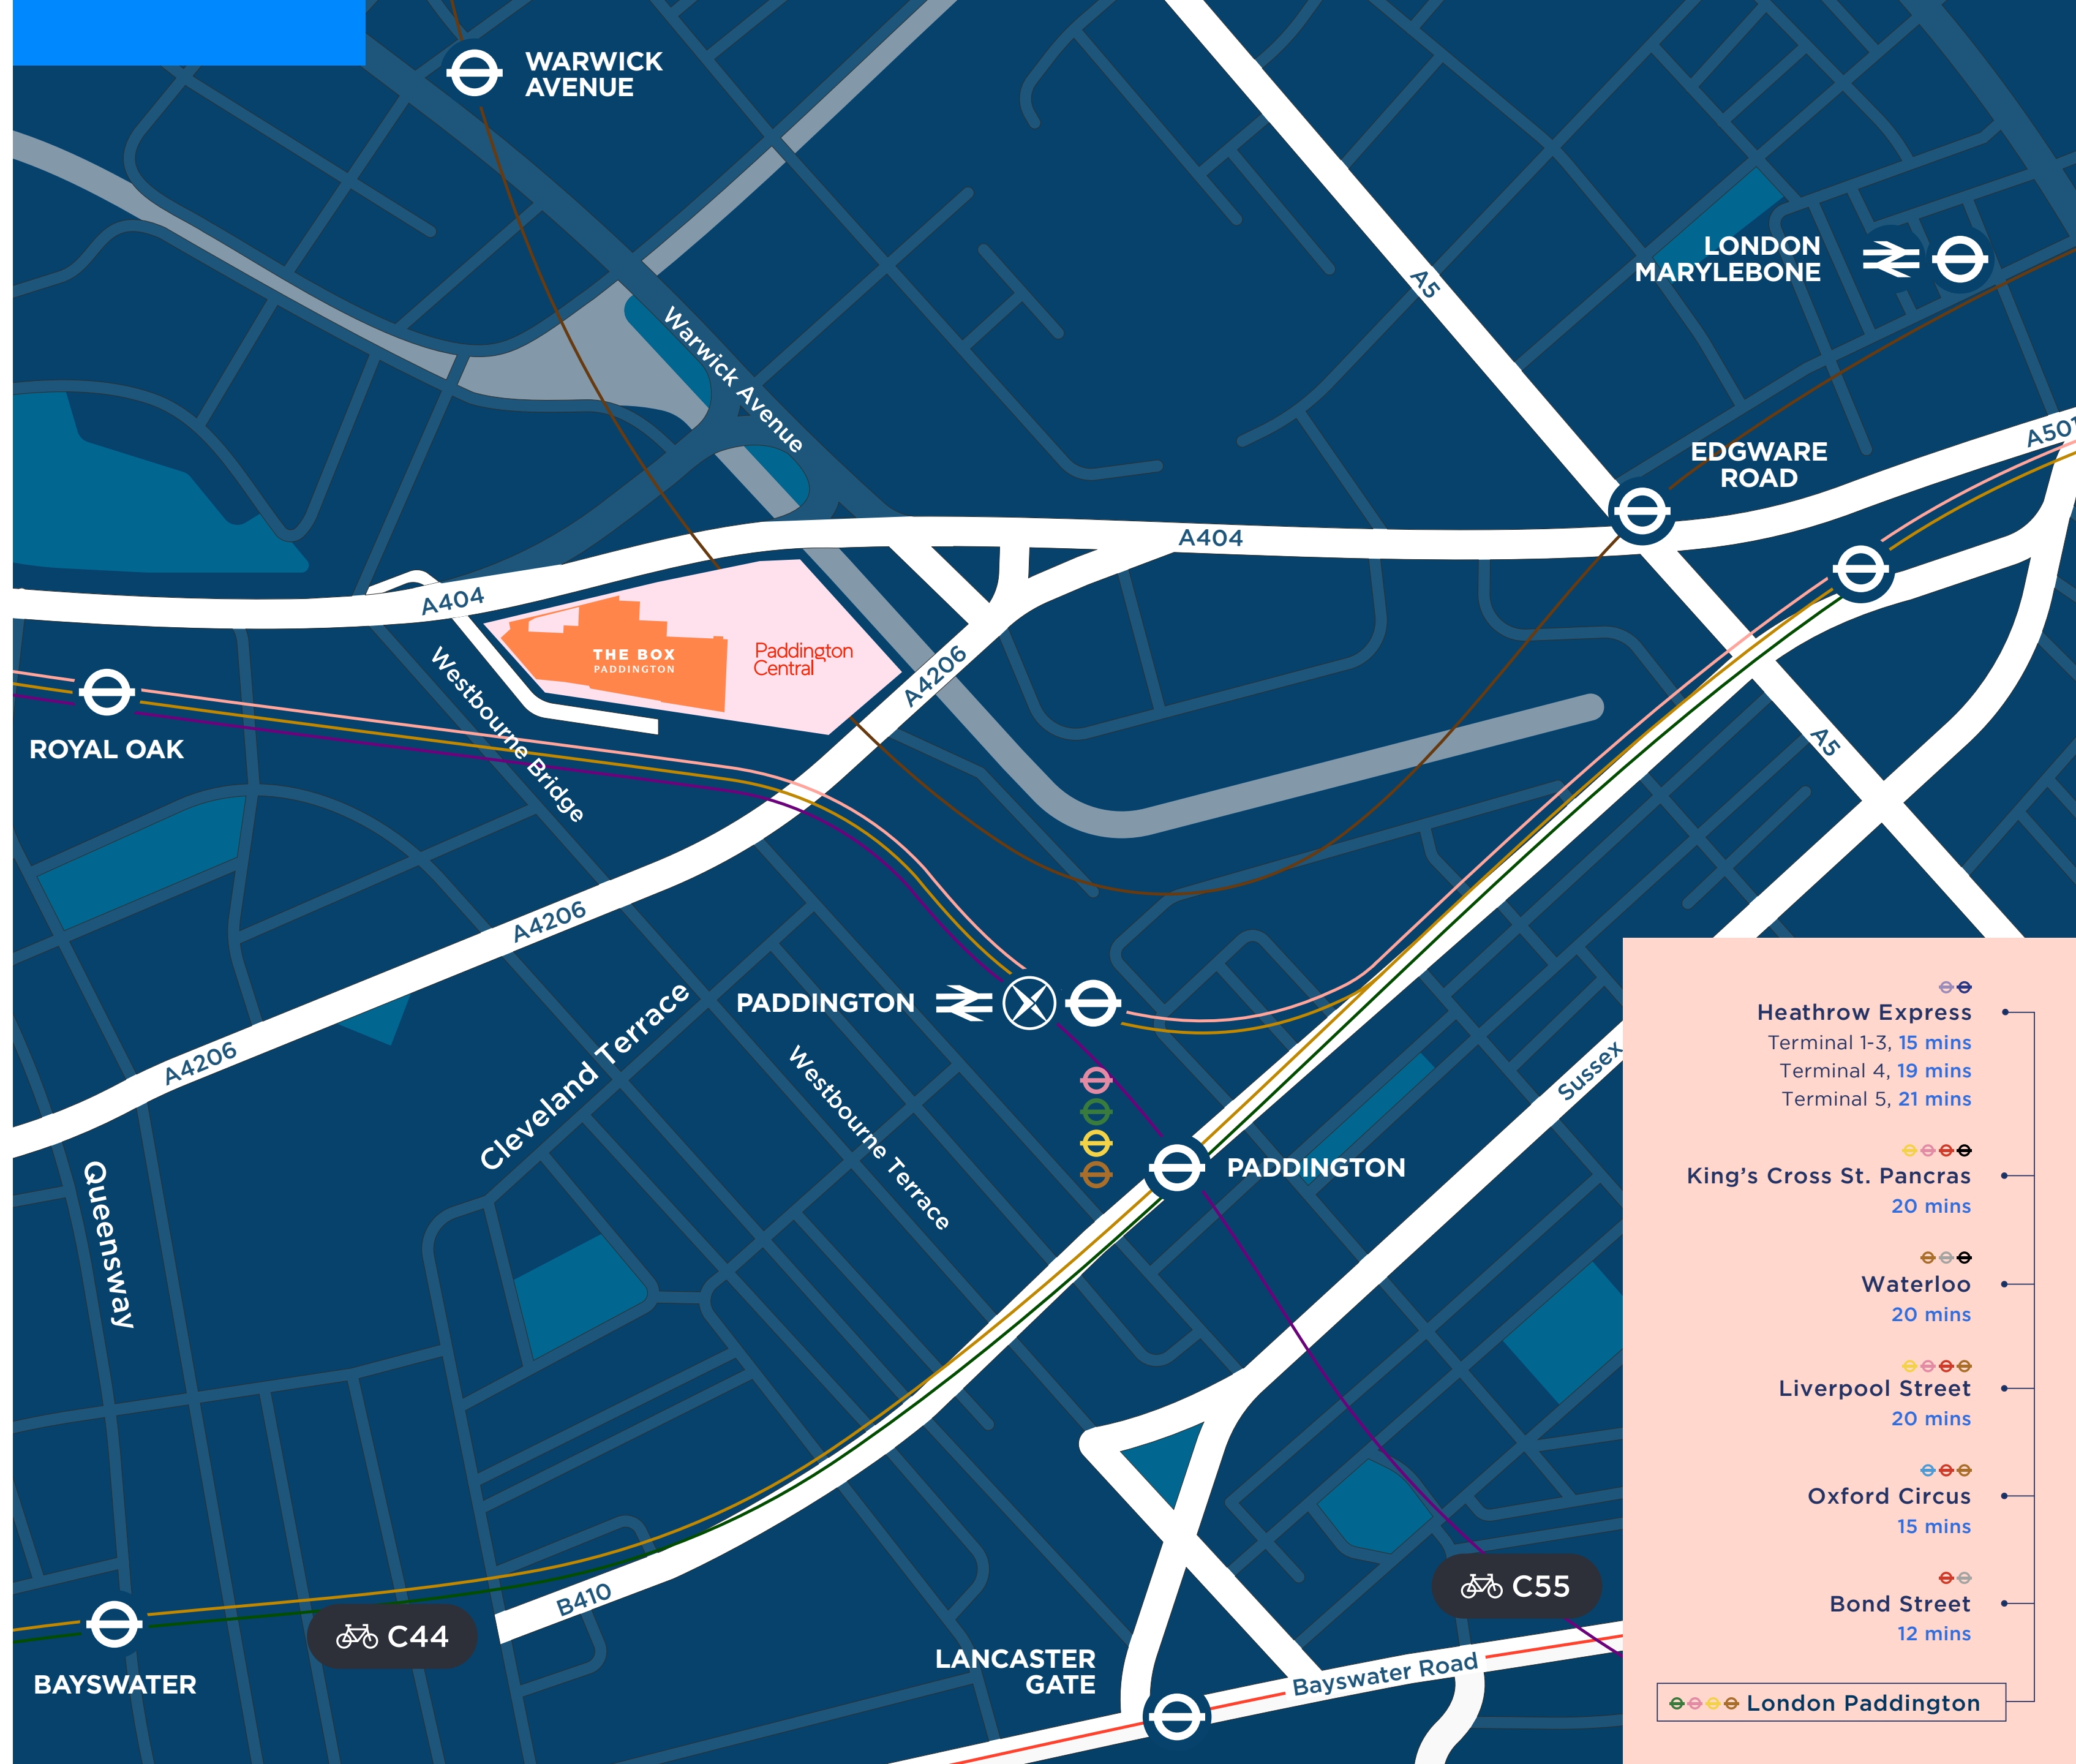 WARWICK
AVENUE
LONDON
MARYLEBONE
A5
Warwick Avenue
EDGWARE
ROAD
A501
A404
A404
THE BOX
PADDINGTON
Paddington
Central
A4206
Westbourne Bridge
ROYAL OAK
A5
A4206
PADDINGTON
Cleveland Terrace
A4206
Westbourne Terrace
Sussex
PADDINGTON
Queensway
B410
C44
C55
BAYSWATER
LANCASTER
GATE
Bayswater Road
Heathrow Express
Terminal 1-3, 15 mins
Terminal 4, 19 mins
Terminal 5, 21 mins
King's Cross St. Pancras
20 mins
Waterloo
20 mins
Liverpool Street
20 mins
Oxford Circus
15 mins
Bond Street
12 mins
London Paddington